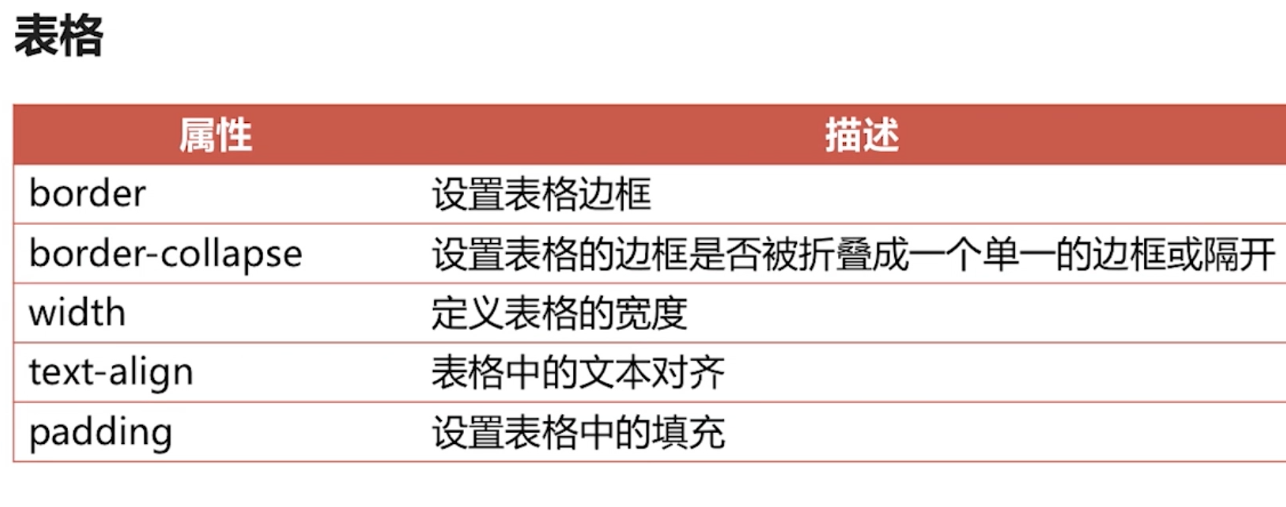 表格
属性 描述
border 设置表格边框
border-collapse 设置表格的边框是否被折叠成一个单一的边框或隔开
width 定义表格的宽度
text-align 表格中的文本对齐
padding 设置表格中的填充